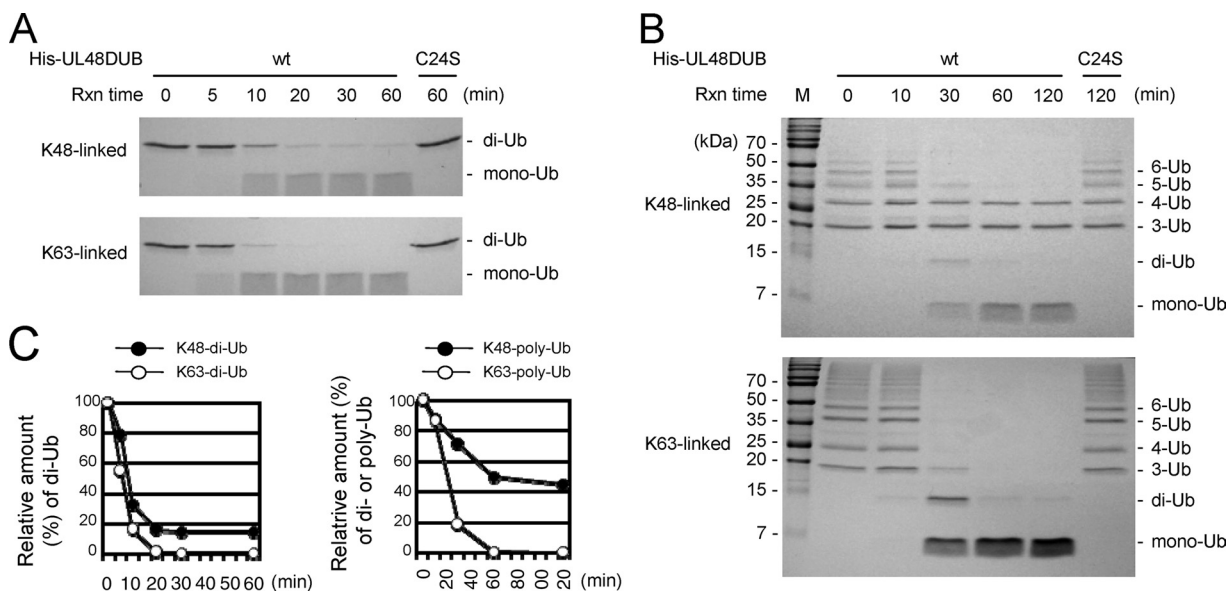 A
His-UL48DUB wt C24S
Rxn time 0 5 10 20 30 60 60 (min)
K48-linked
- di-Ub
- mono-Ub
K63-linked
- di-Ub
- mono-Ub
B
His-UL48DUB wt C24S
Rxn time M 0 10 30 60 120 120 (min)
(kDa)
K48-linked
70 -
50 -
35 -
25 -
20 -
15 -
7 -
- 6-Ub
- 5-Ub
- 4-Ub
- 3-Ub
- di-Ub
- mono-Ub
K63-linked
70 -
50 -
35 -
25 -
20 -
15 -
7 -
- 6-Ub
- 5-Ub
- 4-Ub
- 3-Ub
- di-Ub
- mono-Ub
C
K48-di-Ub
K63-di-Ub
Relative amount
(%) of di-Ub
100
80
60
40
20
0
0 10 20 30 40 50 60 (min)
K48-poly-Ub
K63-poly-Ub
Relatrive amount (%)
of di- or poly-Ub
100
80
60
40
20
0
0 20 40 60 80 00 20 (min)